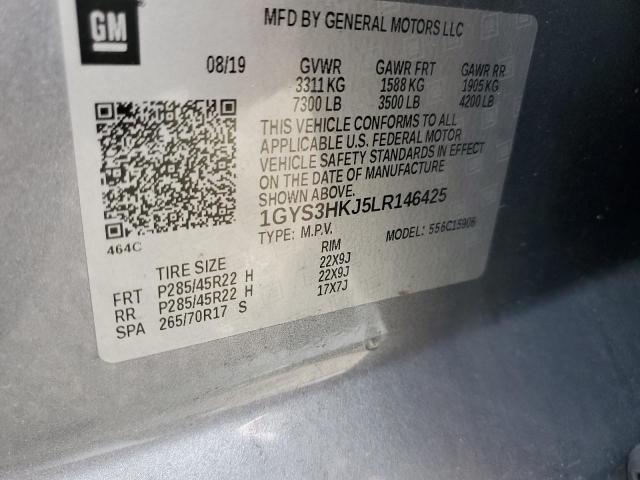 GM
MFD BY GENERAL MOTORS LLC
08/19 GVWR GAWR FRT GAWR RR
3311 KG 1588 KG 1905 KG
7300 LB 3500 LB 4200 LB
THIS VEHICLE CONFORMS TO ALL
APPLICABLE U.S. FEDERAL MOTOR
VEHICLE SAFETY STANDARDS IN EFFECT
ON THE DATE OF MANUFACTURE
SHOWN ABOVE.
1GYS3HKJ5LR146425
TYPE: M.P.V. MODEL: 556C15906
464C
TIRE SIZE RIM
FRT P285/45R22 H 22X9J
RR P285/45R22 H 22X9J
SPA 265/70R17 S 17X7J